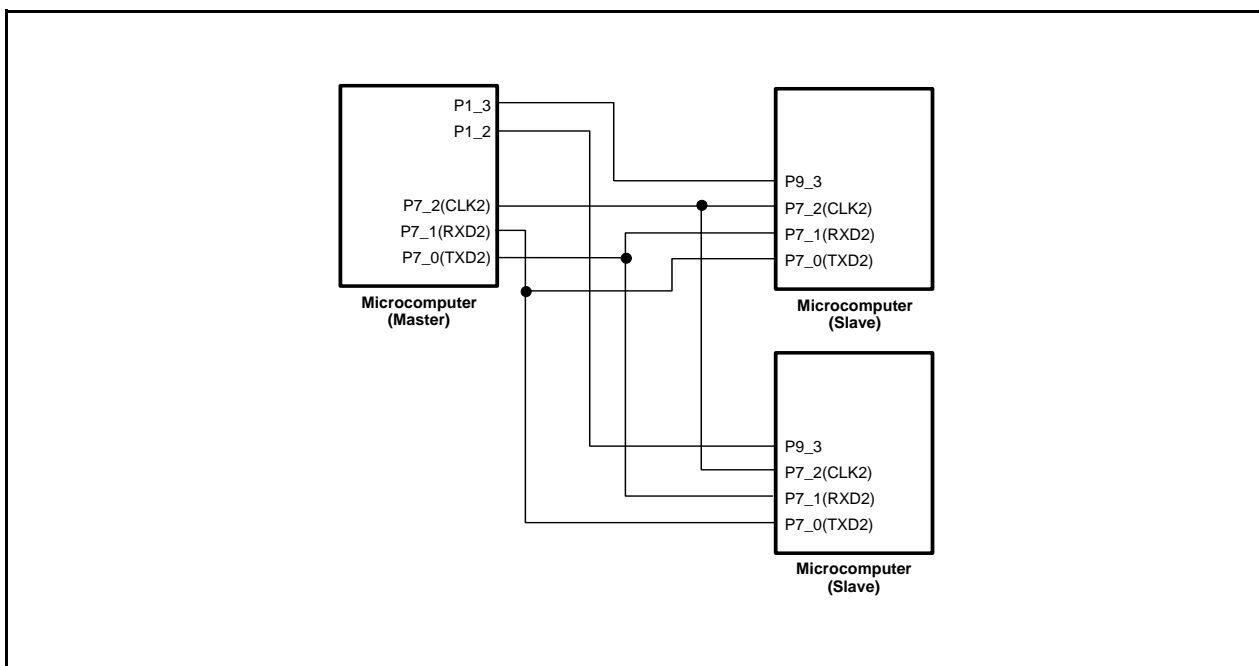 P1_3
P1_2
P7_2(CLK2)
P7_1(RXD2)
P7_0(TXD2)
Microcomputer
(Master)
P9_3
P7_2(CLK2)
P7_1(RXD2)
P7_0(TXD2)
Microcomputer
(Slave)
P9_3
P7_2(CLK2)
P7_1(RXD2)
P7_0(TXD2)
Microcomputer
(Slave)